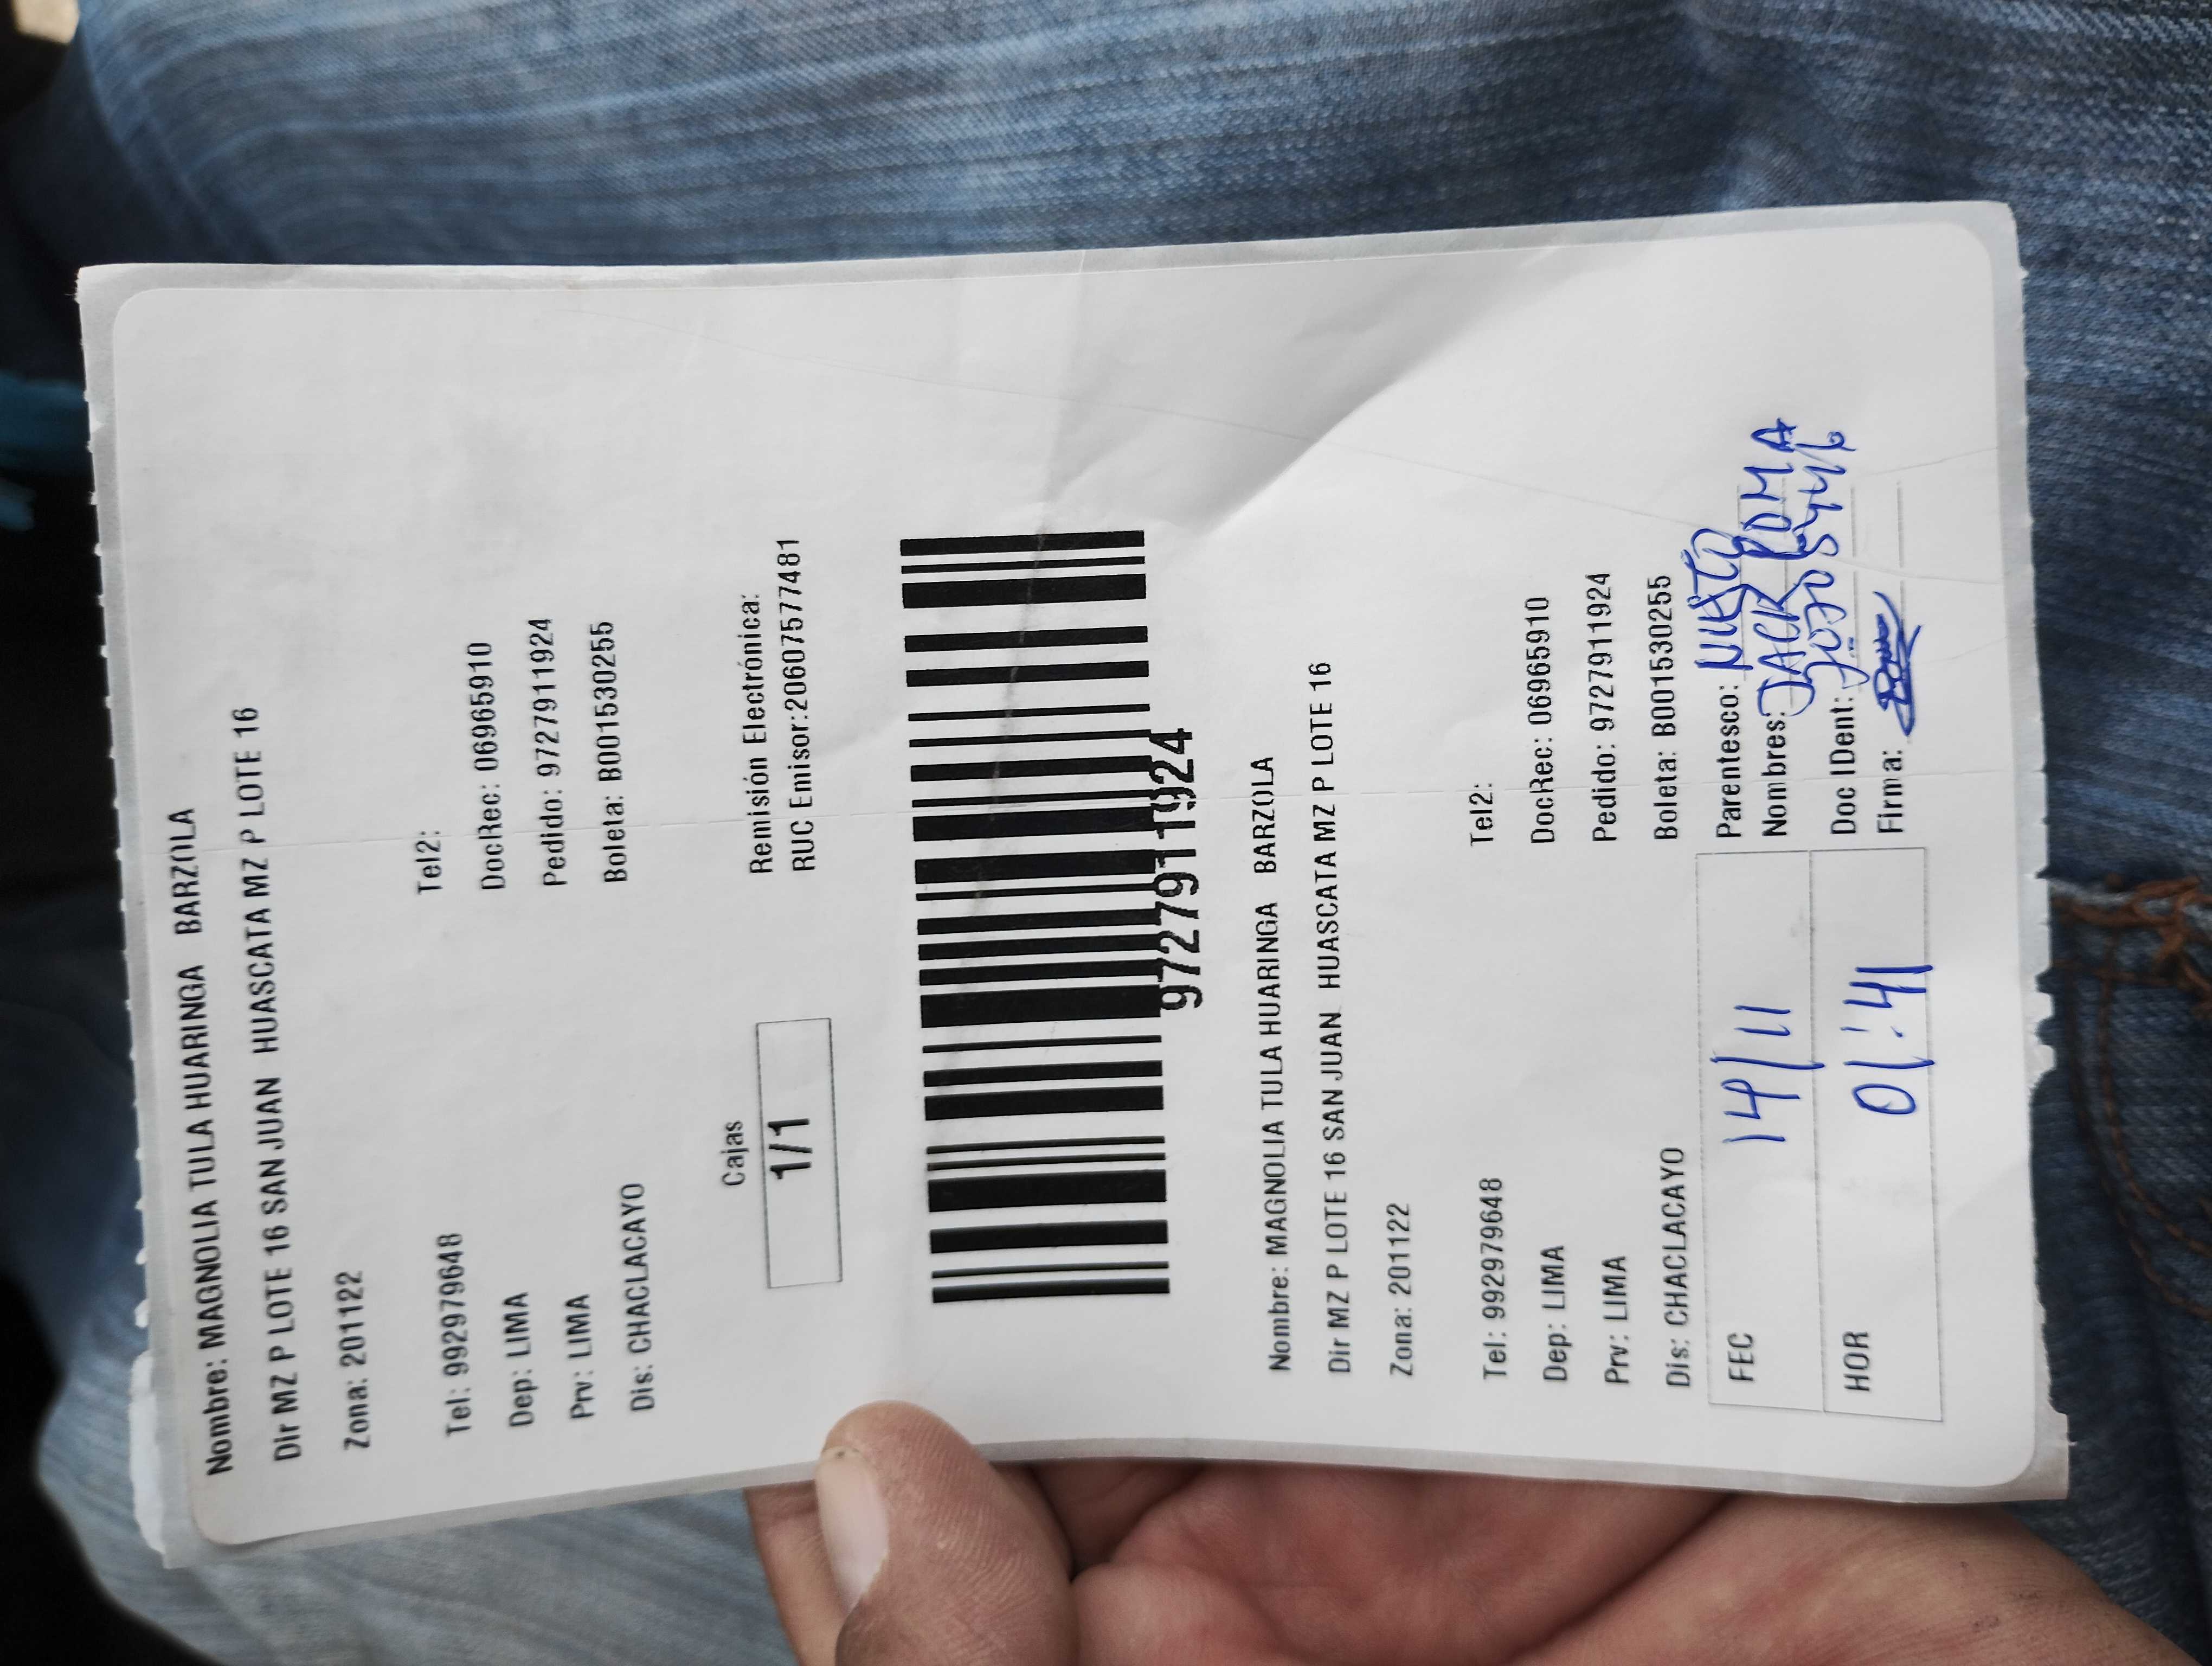 Nombre: MAGNOLIA TULA HUARINGA BARZOLA
Dir MZ P LOTE 16 SAN JUAN HUASCATA MZ P LOTE 16
Zona: 201122
Tel: 992979648 Tel2:
Dep: LIMA DocRec: 06965910
Prv: LIMA Pedido: 9727911924
Dis: CHACLACAYO Boleta: B001530255
Cajas
1/1
Remisión Electrónica:
RUC Emisor:20607577481
9727911924
Nombre: MAGNOLIA TULA HUARINGA BARZOLA
Dir MZ P LOTE 16 SAN JUAN HUASCATA MZ P LOTE 16
Zona: 201122
Tel: 992979648 Tel2:
Dep: LIMA DocRec: 06965910
Prv: LIMA Pedido: 9727911924
Dis: CHACLACAYO Boleta: B001530255
FEC 14/11
HOR 01:41
Parentesco: NIETO
Nombres: JACK POMA
Doc IDent:
Firma: